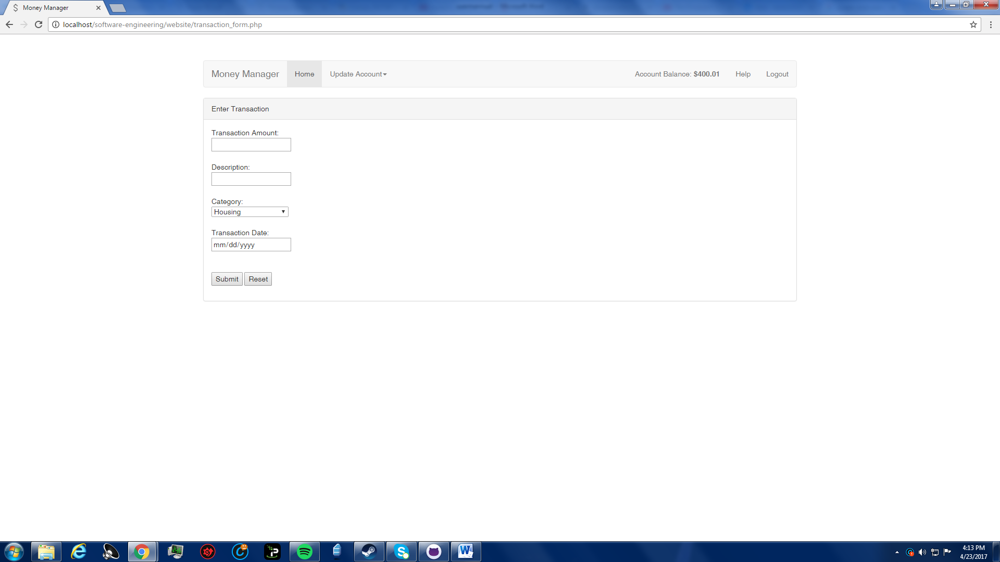 Money Manager
localhost/software-engineering/website/transaction_form.php
Money Manager Home Update Account Account Balance: $400.01 Help Logout
Enter Transaction
Transaction Amount:
Description:
Category:
Housing
Transaction Date:
mm/dd/yyyy
Submit Reset
4:13 PM
4/23/2017